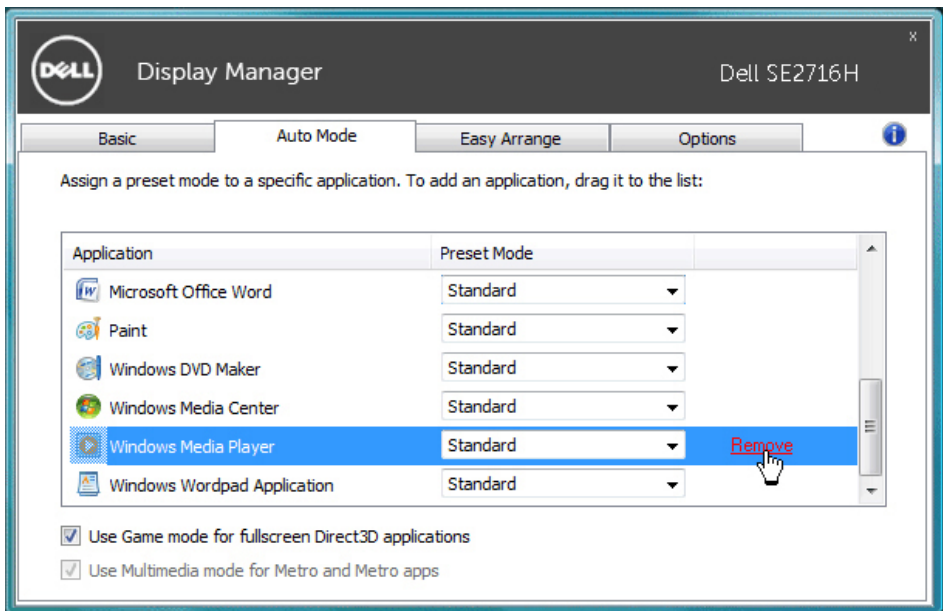 x
DELL
Display Manager
Dell SE2716H
Basic
Auto Mode
Easy Arrange
Options
i
Assign a preset mode to a specific application. To add an application, drag it to the list:
Application
Preset Mode
Microsoft Office Word
Standard
Paint
Standard
Windows DVD Maker
Standard
Windows Media Center
Standard
Windows Media Player
Standard
Remove
Windows Wordpad Application
Standard
Use Game mode for fullscreen Direct3D applications
Use Multimedia mode for Metro and Metro apps